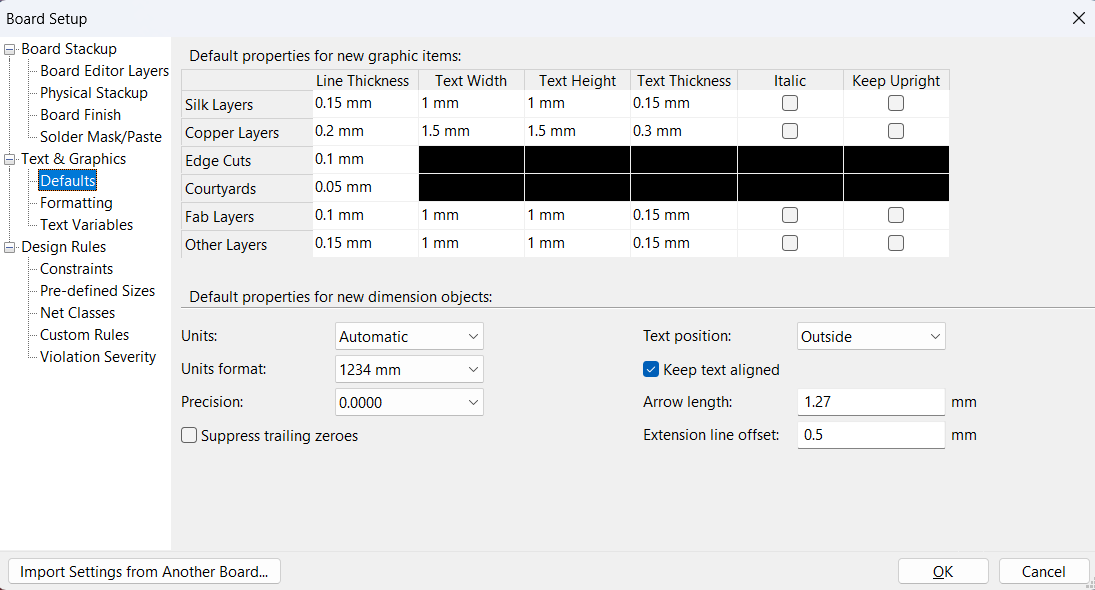 Board Setup
Board Stackup
Board Editor Layers
Physical Stackup
Board Finish
Solder Mask/Paste
Text & Graphics
Defaults
Formatting
Text Variables
Design Rules
Constraints
Pre-defined Sizes
Net Classes
Custom Rules
Violation Severity
Default properties for new graphic items:
Line Thickness Text Width Text Height Text Thickness Italic Keep Upright
Silk Layers 0.15 mm 1 mm 1 mm 0.15 mm
Copper Layers 0.2 mm 1.5 mm 1.5 mm 0.3 mm
Edge Cuts 0.1 mm
Courtyards 0.05 mm
Fab Layers 0.1 mm 1 mm 1 mm 0.15 mm
Other Layers 0.15 mm 1 mm 1 mm 0.15 mm
Default properties for new dimension objects:
Units: Automatic Text position: Outside
Units format: 1234 mm Keep text aligned
Precision: 0.0000 Arrow length: 1.27 mm
Suppress trailing zeroes Extension line offset: 0.5 mm
Import Settings from Another Board... OK Cancel